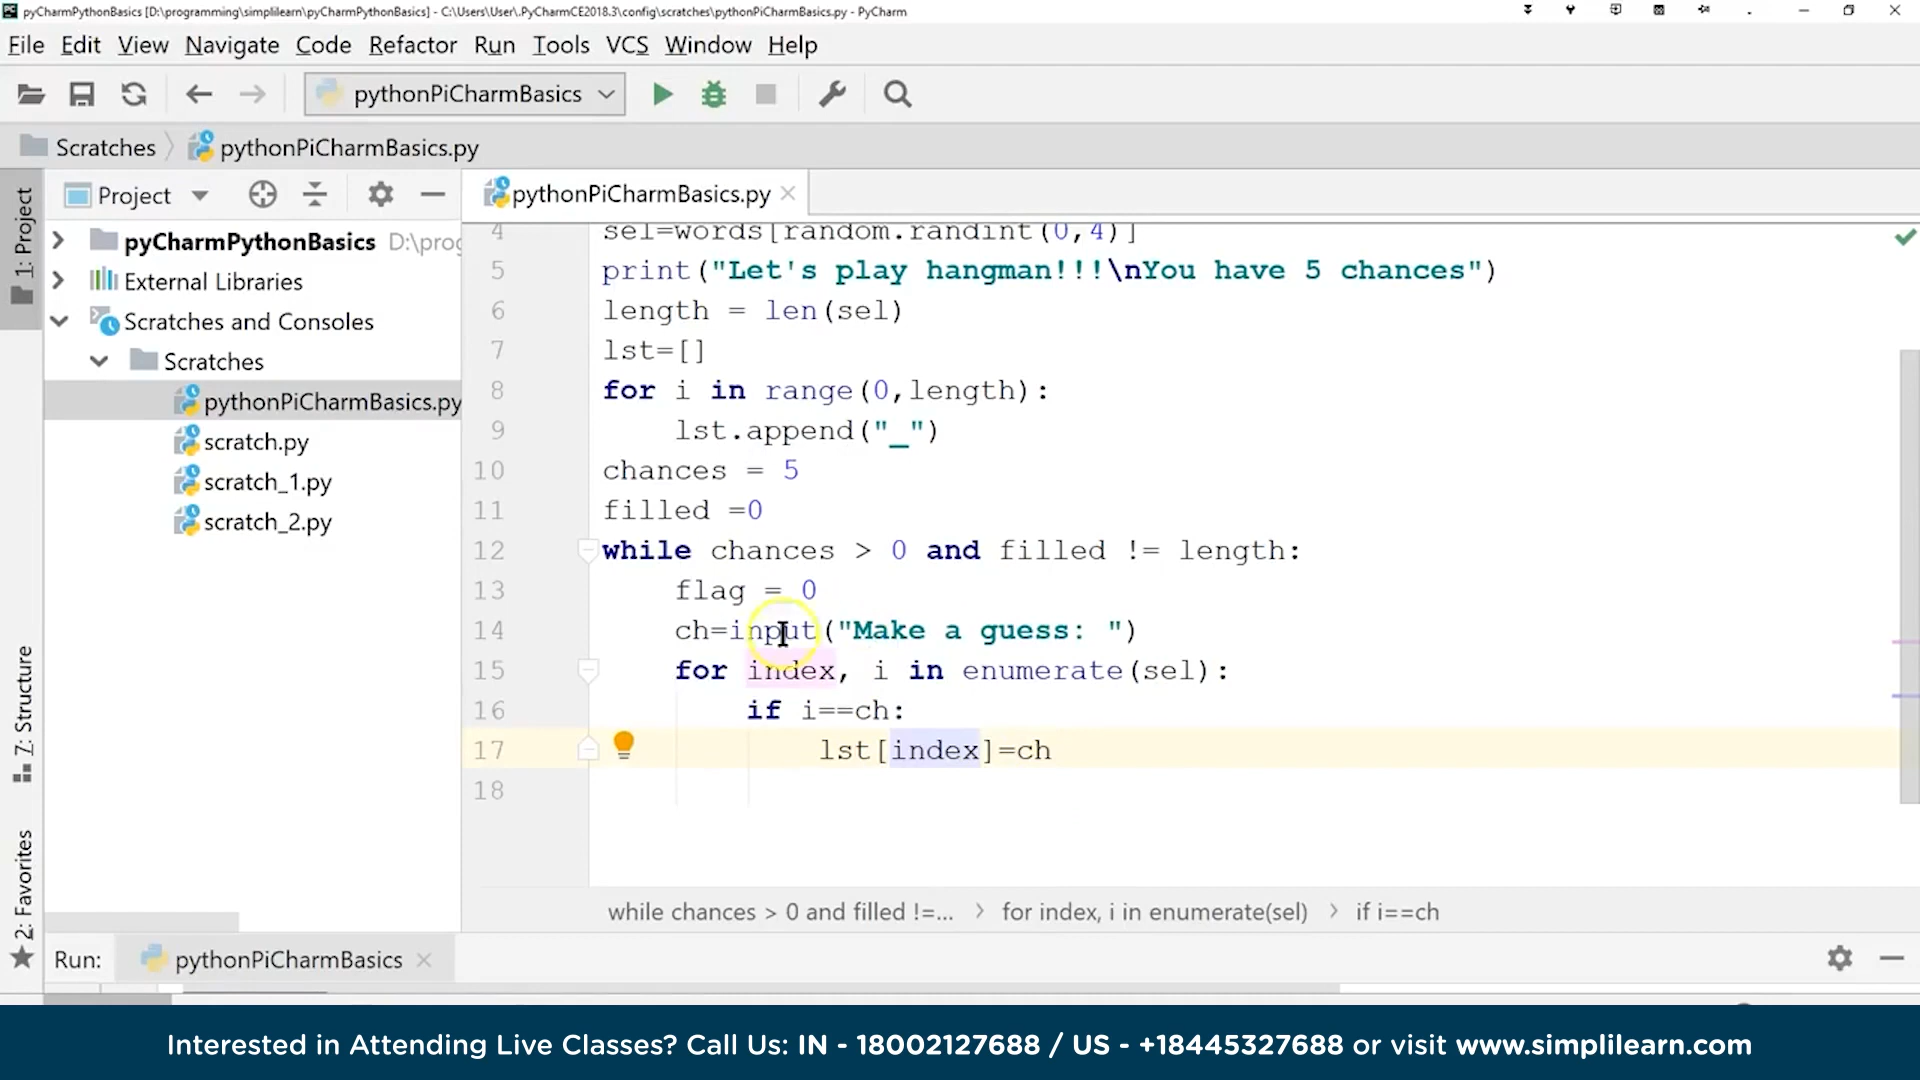 pyCharmPythonBasics [D:\programming\simplilearn\pyCharmPythonBasics] - C:\Users\User\.PyCharmCE2018.3\config\scratches\pythonPiCharmBasics.py - PyCharm
File Edit View Navigate Code Refactor Run Tools VCS Window Help
pythonPiCharmBasics
Scratches pythonPiCharmBasics.py
1: Project
Project
pythonPiCharmBasics.py
pyCharmPythonBasics D:\prog
External Libraries
Scratches and Consoles
Scratches
pythonPiCharmBasics.py
scratch.py
scratch_1.py
scratch_2.py
4 sel=words[random.randint(0,4)]
5 print("Let's play hangman!!!\nYou have 5 chances")
6 length = len(sel)
7 lst=[]
8 for i in range(0,length):
9 lst.append("_")
10 chances = 5
11 filled =0
12 while chances > 0 and filled != length:
13 flag = 0
14 ch=input("Make a guess: ")
15 for index, i in enumerate(sel):
16 if i==ch:
17 lst[index]=ch
18
7: Structure
2: Favorites
while chances > 0 and filled !=... for index, i in enumerate(sel) if i==ch
Run: pythonPiCharmBasics
Interested in Attending Live Classes? Call Us: IN - 18002127688 / US - +18445327688 or visit www.simplilearn.com